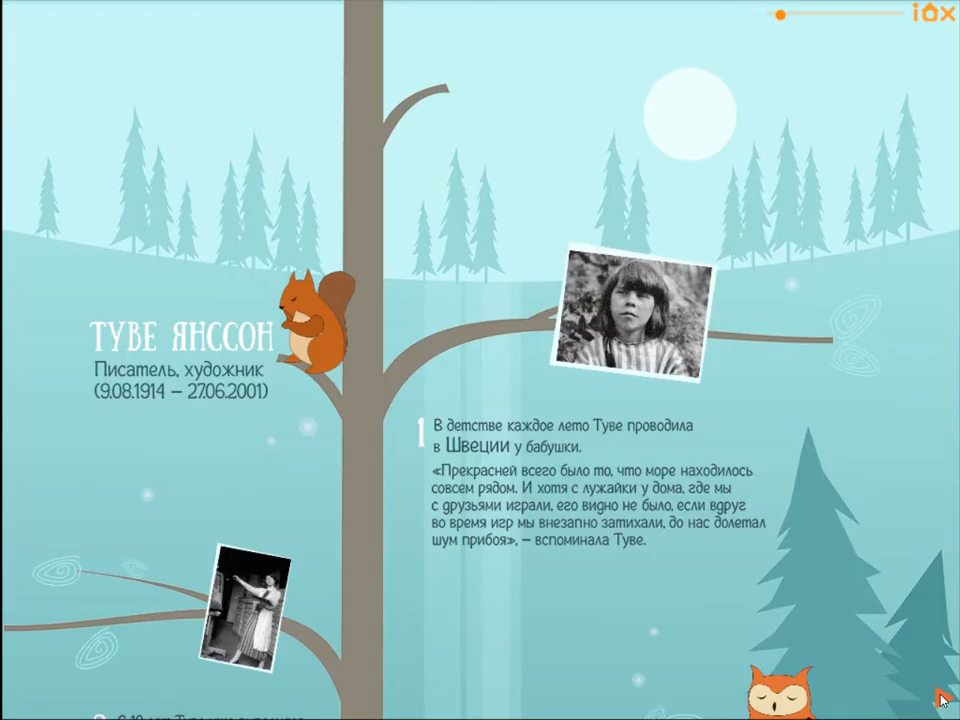 ТУВЕ ЯНССОН
Писатель, художник
(9.08.1914 – 27.06.2001)
1 В детстве каждое лето Туве проводила
в Швеции у бабушки.
«Прекрасней всего было то, что море находилось
совсем рядом. И хотя с лужайки у дома, где мы
с друзьями играли, его видно не было, если вдруг
во время игр мы внезапно затихали, до нас долетал
шум прибоя», – вспоминала Туве.